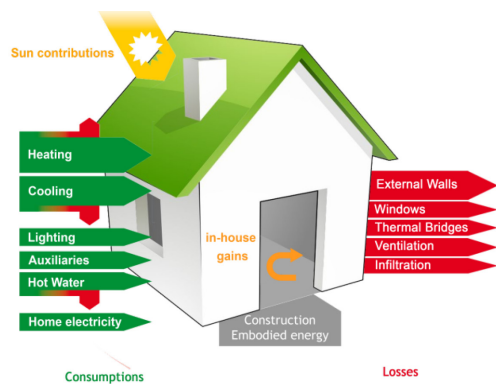 Sun contributions
Heating
Cooling
Lighting
Auxiliaries
Hot Water
Home electricity
Consumptions
in-house
gains
Construction
Embodied energy
External Walls
Windows
Thermal Bridges
Ventilation
Infiltration
Losses